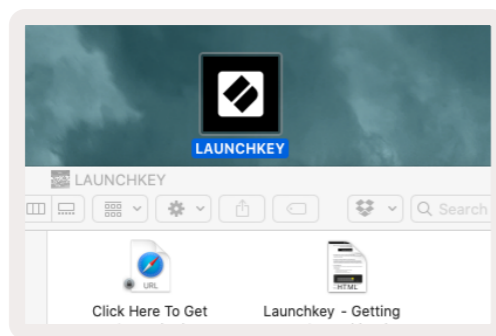 LAUNCHKEY
LAUNCHKEY
Search
URL
HTML
Click Here To Get
Launchkey - Getting